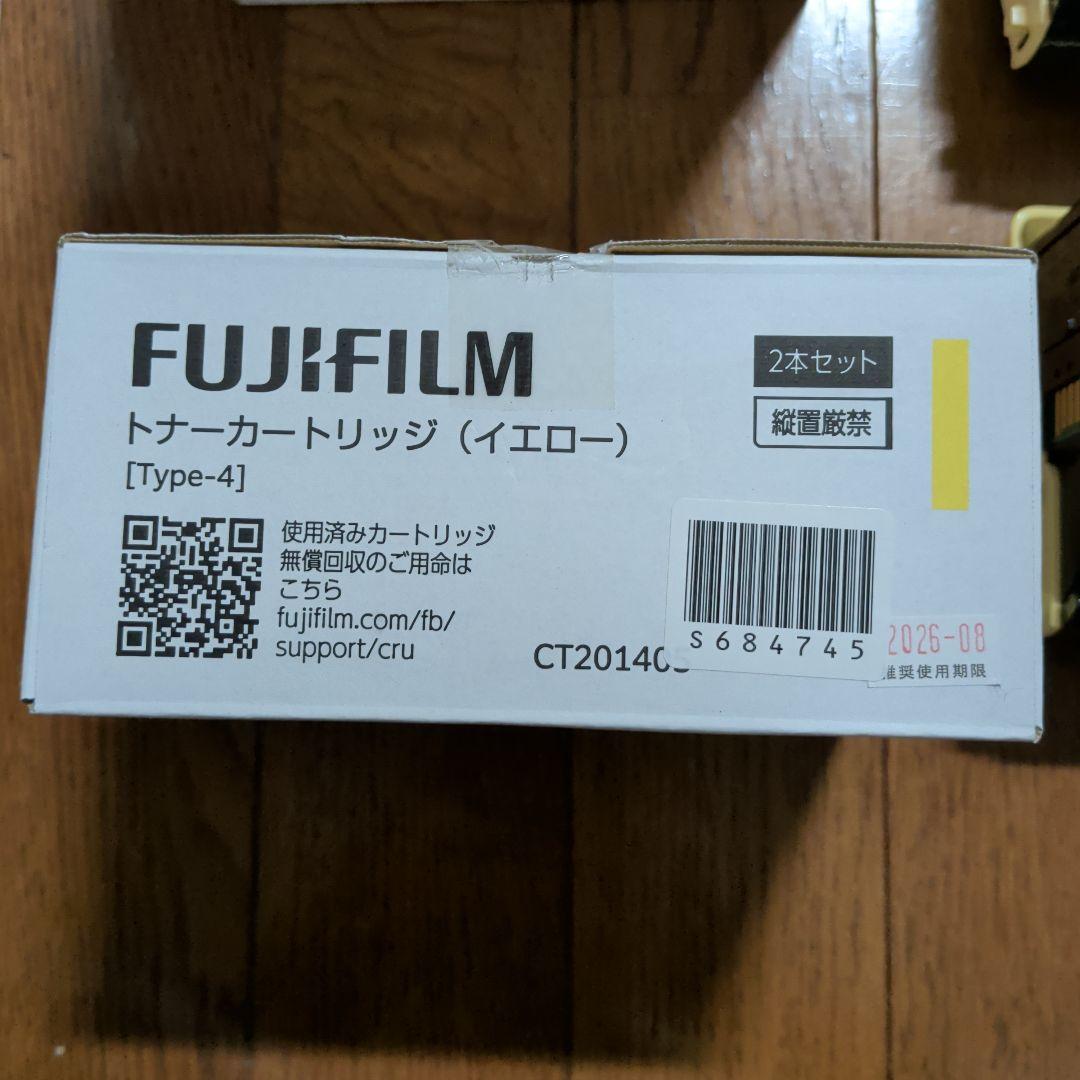 FUJIFILM
トナーカートリッジ（イエロー）
[Type-4]
2本セット
縦置厳禁
使用済みカートリッジ
無償回収のご用命は
こちら
fujifilm.com/fb/
support/cru
S684745
2026-08
推奨使用期限